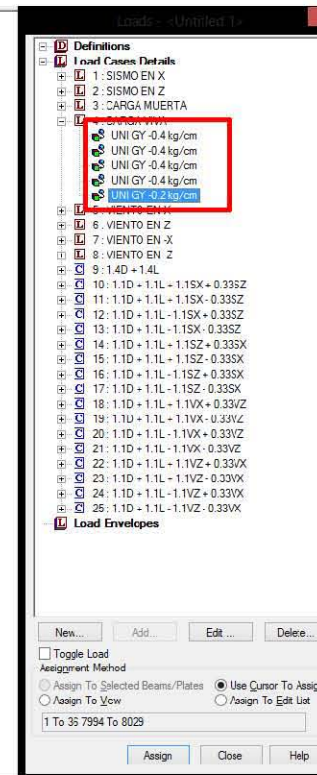 Loads - <Untitled 1>
Definitions
Load Cases Details
1 : SISMO EN X
2 : SISMO EN Z
3 : CARGA MUERTA
4 : CARGA VIVA
UNI GY -0.4 kg/cm
UNI GY -0.4 kg/cm
UNI GY -0.4 kg/cm
UNI GY -0.4 kg/cm
UNI GY -0.2 kg/cm
5 : VIENTO EN X
6 : VIENTO EN Z
7 : VIENTO EN -X
8 : VIENTO EN Z
9 : 1.4D + 1.4L
10 : 1.1D + 1.1L + 1.1SX + 0.33SZ
11 : 1.1D + 1.1L + 1.1SX - 0.33SZ
12 : 1.1D + 1.1L - 1.1SX + 0.33SZ
13 : 1.1D + 1.1L - 1.1SX - 0.33SZ
14 : 1.1D + 1.1L + 1.1SZ + 0.33SX
15 : 1.1D + 1.1L + 1.1SZ - 0.33SX
16 : 1.1D + 1.1L - 1.1SZ + 0.33SX
17 : 1.1D + 1.1L - 1.1SZ - 0.33SX
18 : 1.1D + 1.1L + 1.1VX + 0.33VZ
19 : 1.1D + 1.1L + 1.1VX - 0.33VZ
20 : 1.1D + 1.1L - 1.1VX + 0.33VZ
21 : 1.1D + 1.1L - 1.1VX - 0.33VZ
22 : 1.1D + 1.1L + 1.1VZ + 0.33VX
23 : 1.1D + 1.1L + 1.1VZ - 0.33VX
24 : 1.1D + 1.1L - 1.1VZ + 0.33VX
25 : 1.1D + 1.1L - 1.1VZ - 0.33VX
Load Envelopes
New... Add... Edit ... Delete...
Toggle Load
Assignment Method
Assign To Selected Beams/Plates Use Cursor To Assig
Assign To View Assign To Edit List
1 To 36 7994 To 8029
Assign Close Help